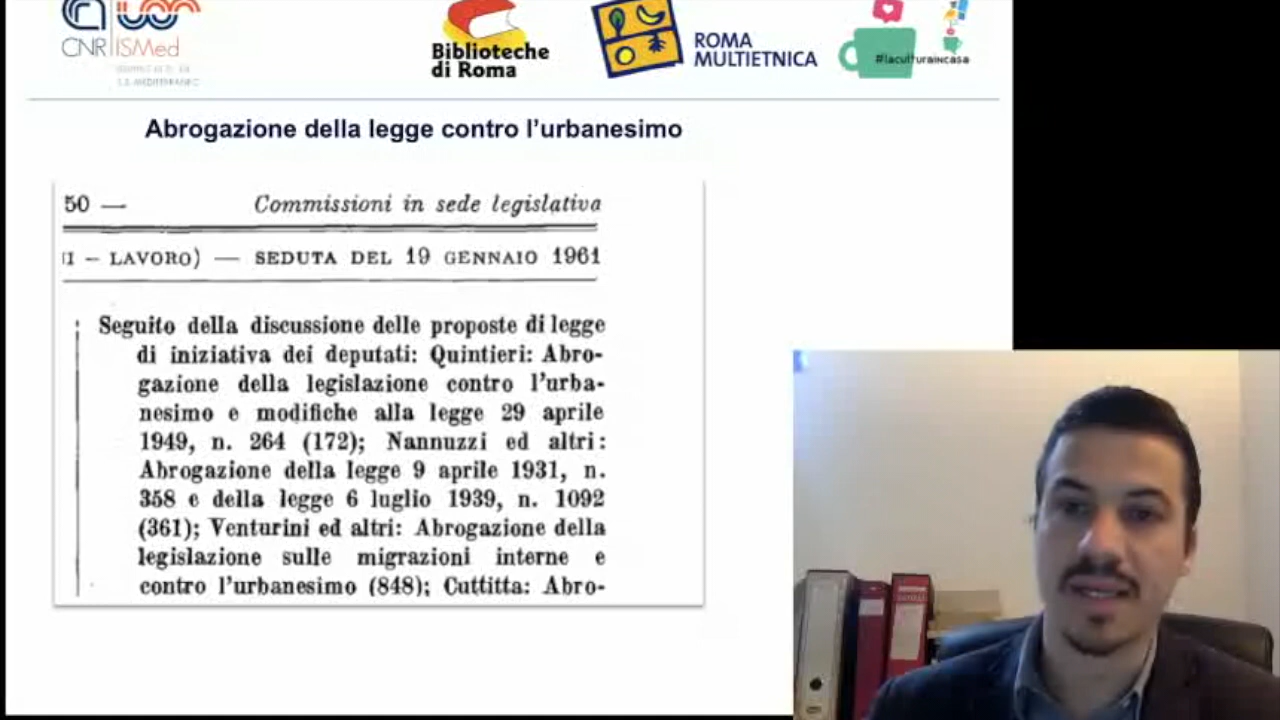 CNR ISMed
Biblioteche
di Roma
ROMA
MULTIETNICA
#laculturaincasa
Abrogazione della legge contro l'urbanesimo
50 — Commissioni in sede legislativa
I – LAVORO) — SEDUTA DEL 19 GENNAIO 1961
Seguito della discussione delle proposte di legge
di iniziativa dei deputati: Quintieri: Abro-
gazione della legislazione contro l'urba-
nesimo e modifiche alla legge 29 aprile
1949, n. 264 (172); Nannuzzi ed altri:
Abrogazione della legge 9 aprile 1931, n.
358 e della legge 6 luglio 1939, n. 1092
(361); Venturini ed altri: Abrogazione della
legislazione sulle migrazioni interne e
contro l'urbanesimo (848); Cuttitta: Abro-